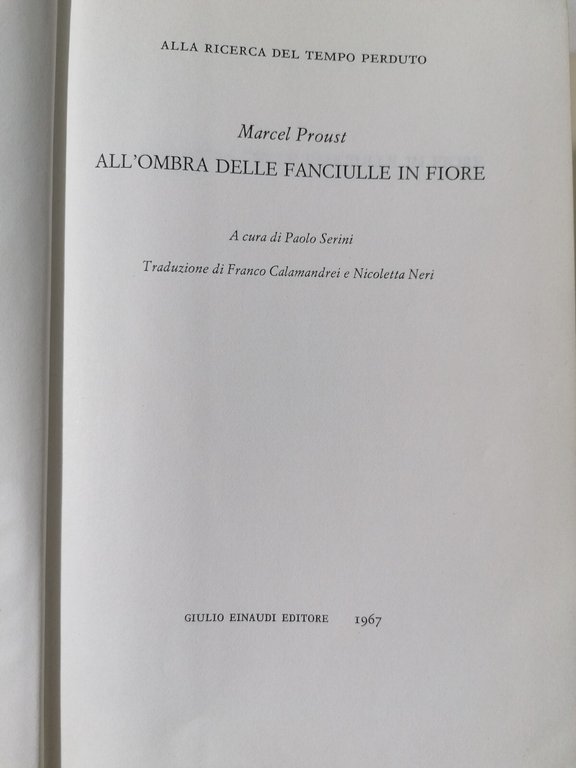 ALLA RICERCA DEL TEMPO PERDUTO
Marcel Proust
ALL'OMBRA DELLE FANCIULLE IN FIORE
A cura di Paolo Serini
Traduzione di Franco Calamandrei e Nicoletta Neri
GIULIO EINAUDI EDITORE 1967